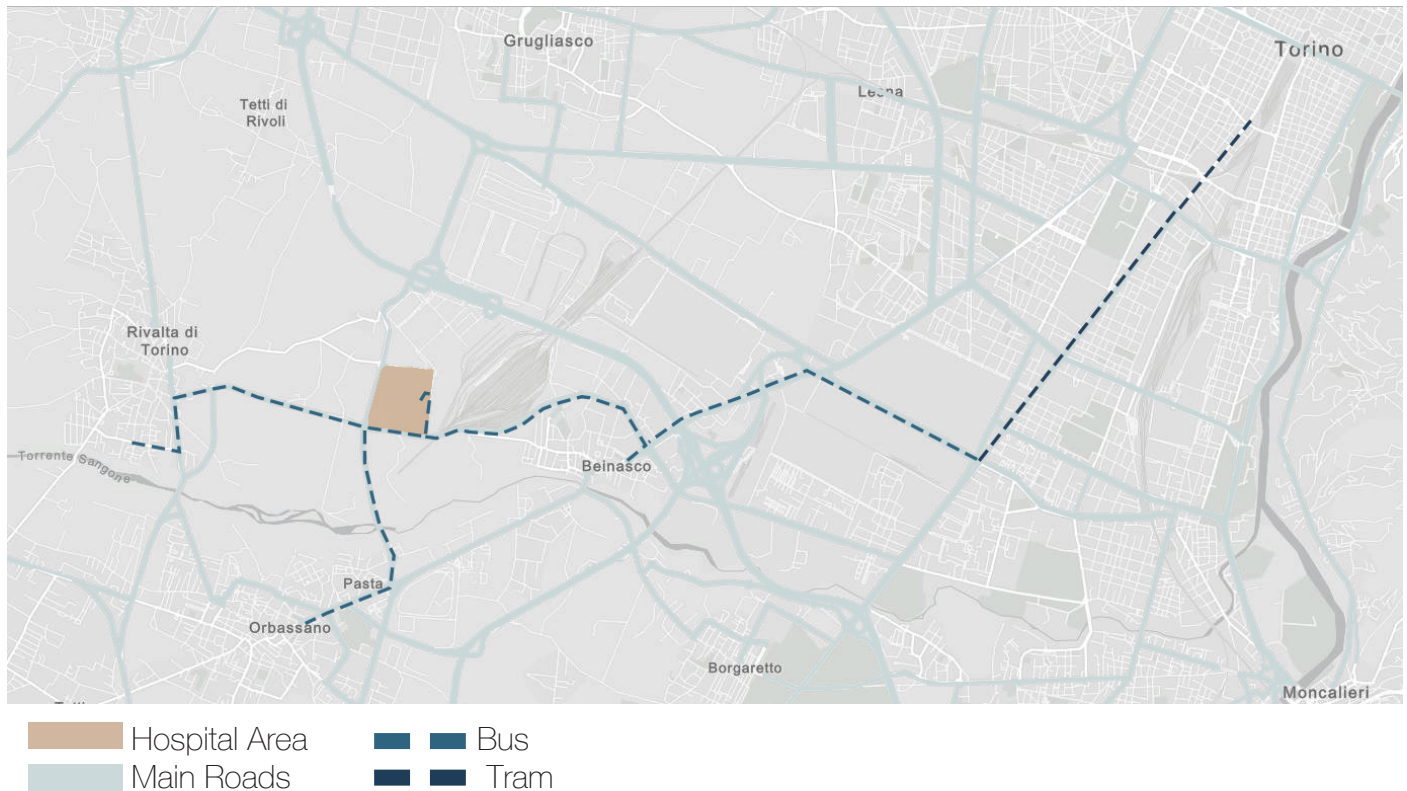 Grugliasco
Torino
Lesna
Tetti di
Rivoli
Rivalta di
Torino
Torrente Sangone
Beinasco
Pasta
Orbassano
Borgaretto
Moncalieri
Hospital Area
Bus
Main Roads
Tram